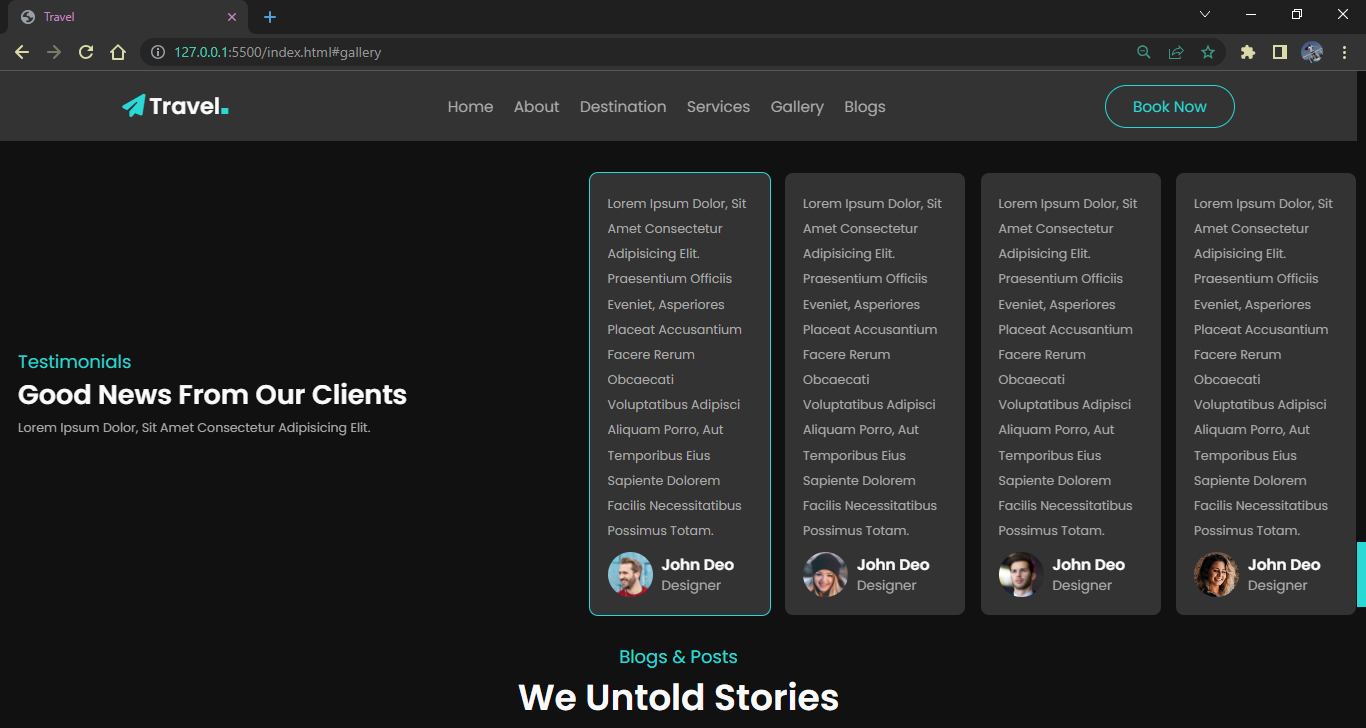 Travel
127.0.0.1:5500/index.html#gallery
Travel.
Home About Destination Services Gallery Blogs
Book Now
Testimonials
Good News From Our Clients
Lorem Ipsum Dolor, Sit Amet Consectetur Adipisicing Elit.
Lorem Ipsum Dolor, Sit
Amet Consectetur
Adipisicing Elit.
Praesentium Officiis
Eveniet, Asperiores
Placeat Accusantium
Facere Rerum
Obcaecati
Voluptatibus Adipisci
Aliquam Porro, Aut
Temporibus Eius
Sapiente Dolorem
Facilis Necessitatibus
Possimus Totam.
John Deo
Designer
Lorem Ipsum Dolor, Sit
Amet Consectetur
Adipisicing Elit.
Praesentium Officiis
Eveniet, Asperiores
Placeat Accusantium
Facere Rerum
Obcaecati
Voluptatibus Adipisci
Aliquam Porro, Aut
Temporibus Eius
Sapiente Dolorem
Facilis Necessitatibus
Possimus Totam.
John Deo
Designer
Lorem Ipsum Dolor, Sit
Amet Consectetur
Adipisicing Elit.
Praesentium Officiis
Eveniet, Asperiores
Placeat Accusantium
Facere Rerum
Obcaecati
Voluptatibus Adipisci
Aliquam Porro, Aut
Temporibus Eius
Sapiente Dolorem
Facilis Necessitatibus
Possimus Totam.
John Deo
Designer
Lorem Ipsum Dolor, Sit
Amet Consectetur
Adipisicing Elit.
Praesentium Officiis
Eveniet, Asperiores
Placeat Accusantium
Facere Rerum
Obcaecati
Voluptatibus Adipisci
Aliquam Porro, Aut
Temporibus Eius
Sapiente Dolorem
Facilis Necessitatibus
Possimus Totam.
John Deo
Designer
Blogs & Posts
We Untold Stories